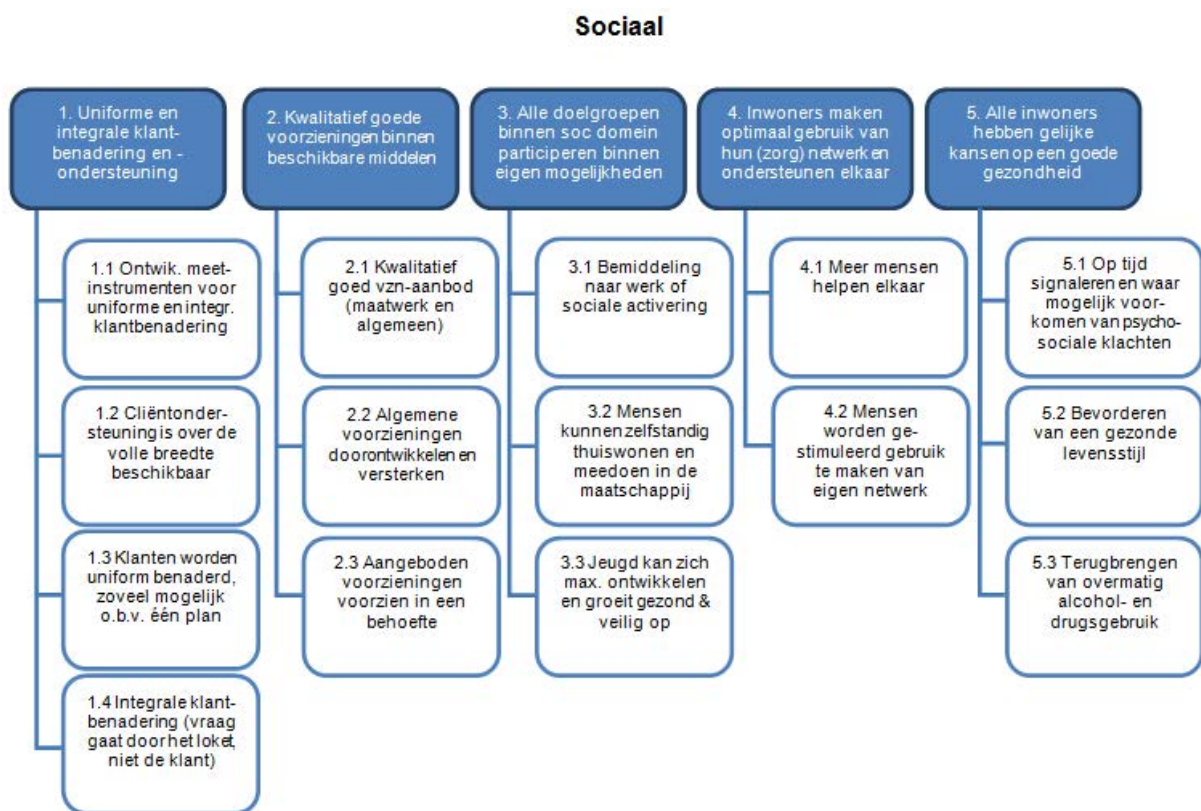 Sociaal
1. Uniforme en
integrale klant-
benadering en -
ondersteuning
2. Kwalitatief goede
voorzieningen binnen
beschikbare middelen
3. Alle doelgroepen
binnen soc domein
participeren binnen
eigen mogelijkheden
4. Inwoners maken
optimaal gebruik van
hun (zorg) netwerk en
ondersteunen elkaar
5. Alle inwoners
hebben gelijke
kansen op een goede
gezondheid
1.1 Ontwik. meet-
instrumenten voor
uniforme en integr.
klantbenadering
1.2 Cliëntonder-
steuning is over de
volle breedte
beschikbaar
1.3 Klanten worden
uniform benaderd,
zoveel mogelijk
o.b.v. één plan
1.4 Integrale klant-
benadering (vraag
gaat door het loket,
niet de klant)
2.1 Kwalitatief
goed vzn-aanbod
(maatwerk en
algemeen)
2.2 Algemene
voorzieningen
doorontwikkelen en
versterken
2.3 Aangeboden
voorzieningen
voorzien in een
behoefte
3.1 Bemiddeling
naar werk of
sociale activering
3.2 Mensen
kunnen zelfstandig
thuiswonen en
meedoen in de
maatschappij
3.3 Jeugd kan zich
max. ontwikkelen
en groeit gezond &
veilig op
4.1 Meer mensen
helpen elkaar
4.2 Mensen
worden ge-
stimuleerd gebruik
te maken van
eigen netwerk
5.1 Op tijd
signaleren en waar
mogelijk voor-
komen van psycho-
sociale klachten
5.2 Bevorderen
van een gezonde
levensstijl
5.3 Terugbrengen
van overmatig
alcohol- en
drugsgebruik